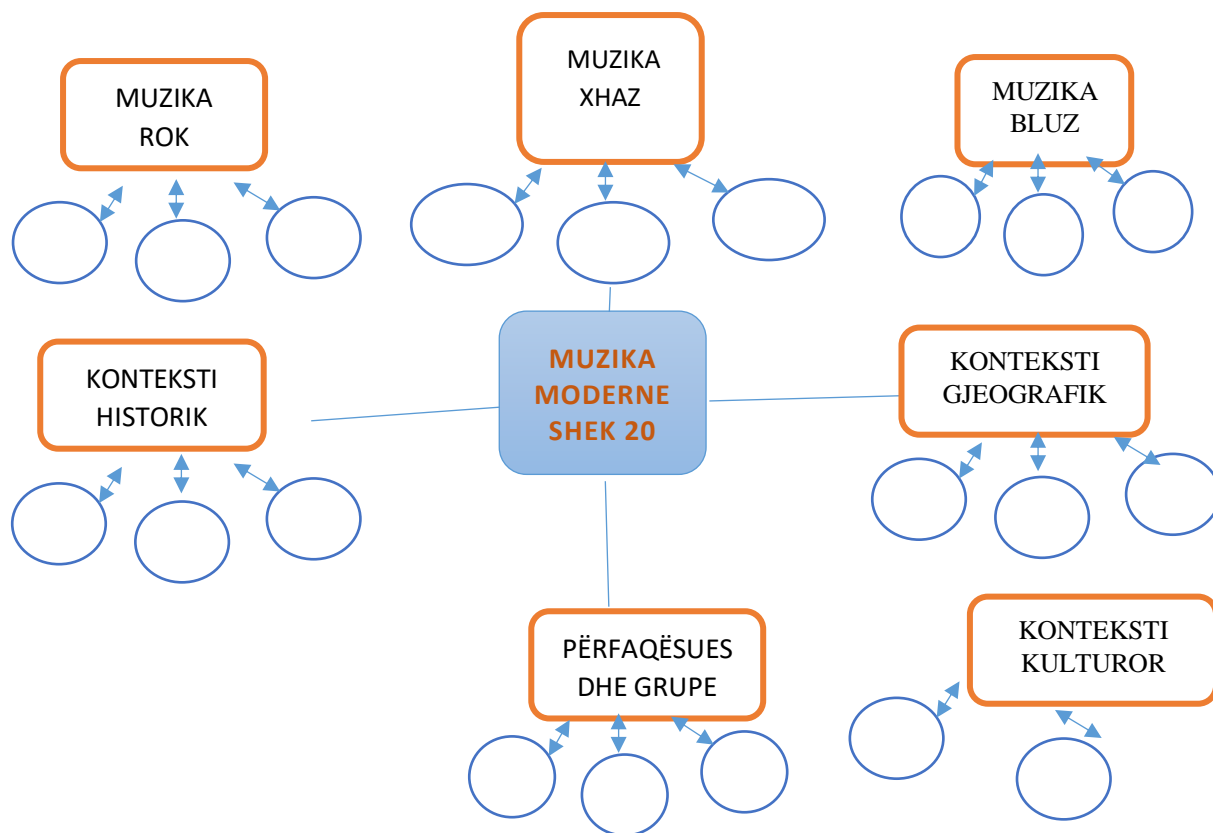 MUZIKA
ROK
MUZIKA
XHAZ
MUZIKA
BLUZ
KONTEKSTI
HISTORIK
MUZIKA
MODERNE
SHEK 20
KONTEKSTI
GJEOGRAFIK
PËRFAQËSUES
DHE GRUPE
KONTEKSTI
KULTUROR